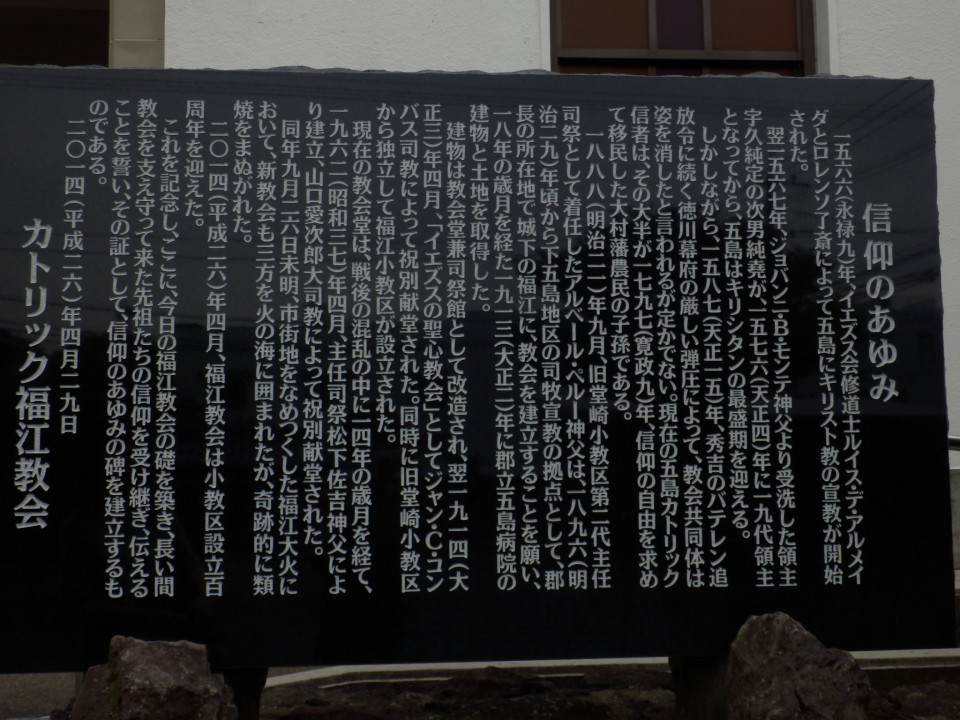 信仰のあゆみ
一五六六（永禄九）年、イエズス会修道士ルイス・デ・アルメイ
ダとロレンソ了斎によって五島にキリスト教の宣教が開始
された。
翌一五六七年、ジョバンニ・B・モンテ神父より受洗した領主
宇久純定の次男純堯が、一五七六（天正四）年に一九代領主
となってから、五島はキリシタンの最盛期を迎える。
しかしながら、一五八七（天正一五）年、秀吉のバテレン追
放令に続く徳川幕府の厳しい弾圧によって、教会共同体は
姿を消したと言われるが定かでない。現在の五島カトリック
信者は、その大半が一七九七（寛政九）年、信仰の自由を求め
て移民した大村藩農民の子孫である。
一八八八（明治二一）年九月、旧堂崎小教区第二代主任
司祭として着任したアルベール・ペルー神父は、一八九六（明
治二九）年頃から下五島地区の司牧宣教の拠点として、郡
長の所在地で城下の福江に、教会を建立することを願い、
一八年の歳月を経た一九一三（大正二）年に郡立五島病院の
建物と土地を取得した。
建物は教会堂兼司祭館として改造され、翌一九一四（大
正三）年四月、「イエズスの聖心教会」としてジャン・C・コン
バス司教によって祝別献堂された。同時に旧堂崎小教区
から独立して福江小教区が設立された。
現在の教会堂は、戦後の混乱の中に一四年の歳月を経て、
一九六二（昭和三七）年四月、主任司祭松下佐吉神父によ
り建立、山口愛次郎大司教によって祝別献堂された。
同年九月二六日未明、市街地をなめつくした福江大火に
おいて、新教会も三方を火の海に囲まれたが、奇跡的に類
焼をまぬがれた。
二〇一四（平成二六）年四月、福江教会は小教区設立百
周年を迎えた。
これを記念し、ここに、今日の福江教会の礎を築き、長い間
教会を支え守って来た先祖たちの信仰を受け継ぎ、伝える
ことを誓い、その証として、信仰のあゆみの碑を建立するも
のである。
二〇一四（平成二六）年四月二九日
カトリック福江教会